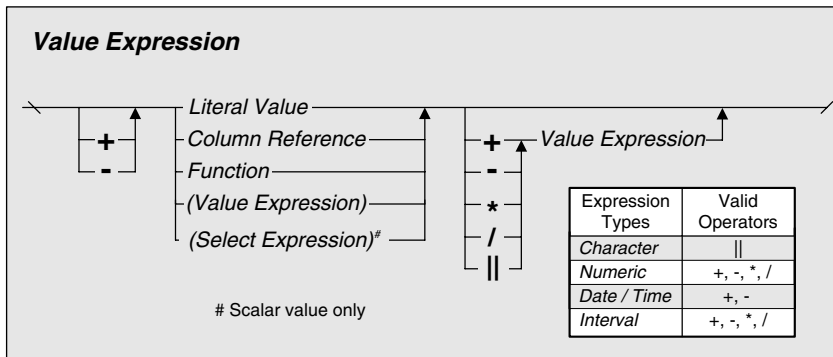 Value Expression
Literal Value
+ Column Reference + Value Expression
- Function -
(Value Expression) *
(Select Expression)# /
||
# Scalar value only
Expression Types Valid Operators
Character ||
Numeric +, -, *, /
Date / Time +, -
Interval +, -, *, /